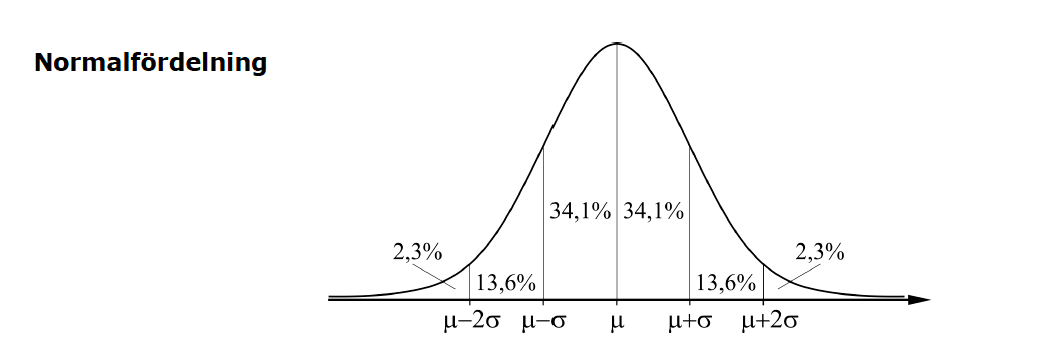 Normalfördelning
34,1% 34,1%
2,3% 2,3%
13,6% 13,6%
μ−2σ μ−σ μ μ+σ μ+2σ